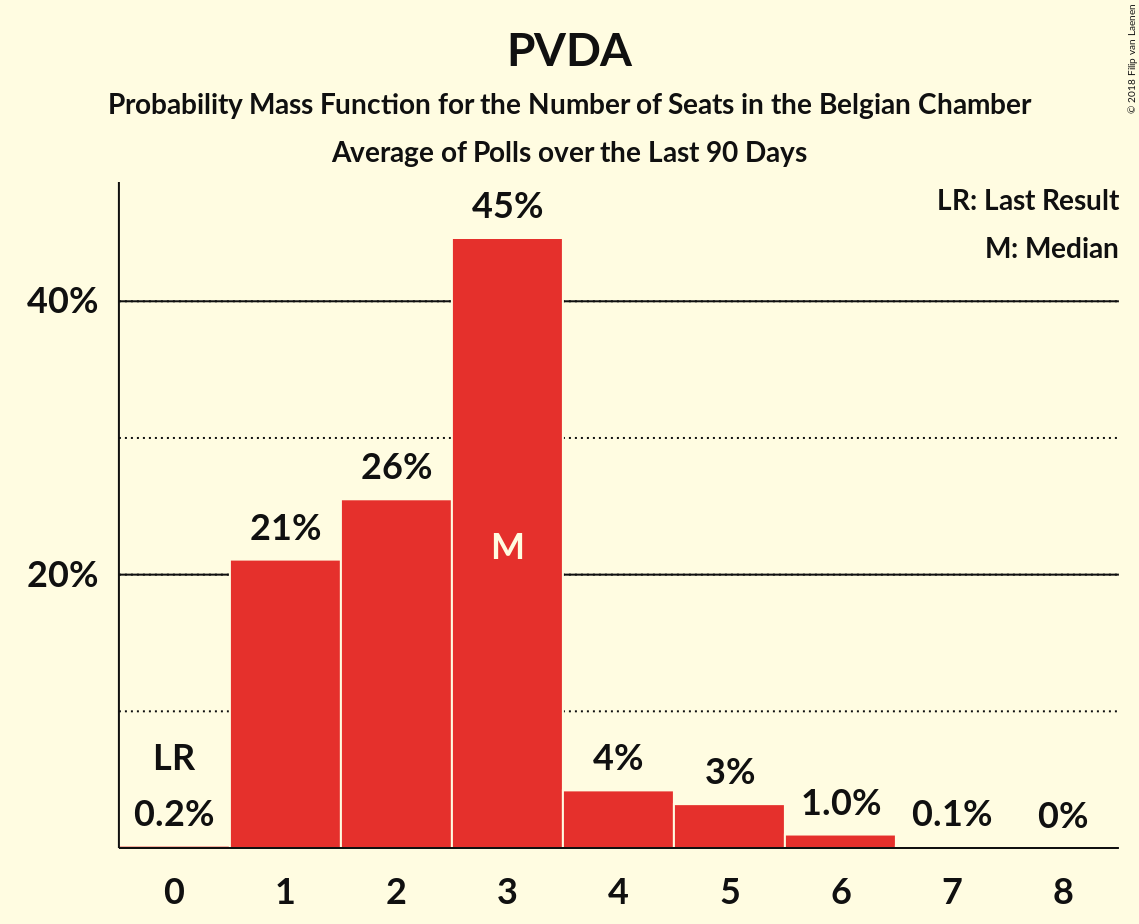 PVDA
Probability Mass Function for the Number of Seats in the Belgian Chamber
Average of Polls over the Last 90 Days
© 2018 Filip van Laenen
LR: Last Result
M: Median
45%
40%
26%
21%
M
20%
LR
4%
3%
0.2%
1.0%
0.1%
0%
0 1 2 3 4 5 6 7 8